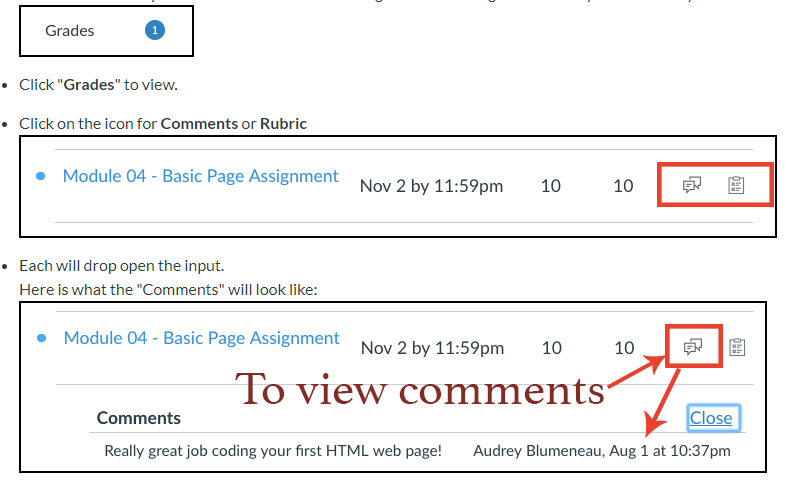 Grades 1
Click "Grades" to view.
Click on the icon for Comments or Rubric
Module 04 - Basic Page Assignment Nov 2 by 11:59pm 10 10
Each will drop open the input.
Here is what the "Comments" will look like:
Module 04 - Basic Page Assignment Nov 2 by 11:59pm 10 10
To view comments
Comments Close
Really great job coding your first HTML web page! Audrey Blumeneau, Aug 1 at 10:37pm